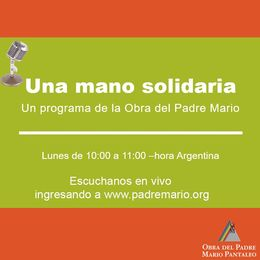 Una mano solidaria
Un programa de la Obra del Padre Mario
Lunes de 10:00 a 11:00 –hora Argentina
Escuchanos en vivo
ingresando a www.padremario.org
OBRA DEL PADRE
MARIO PANTALEO